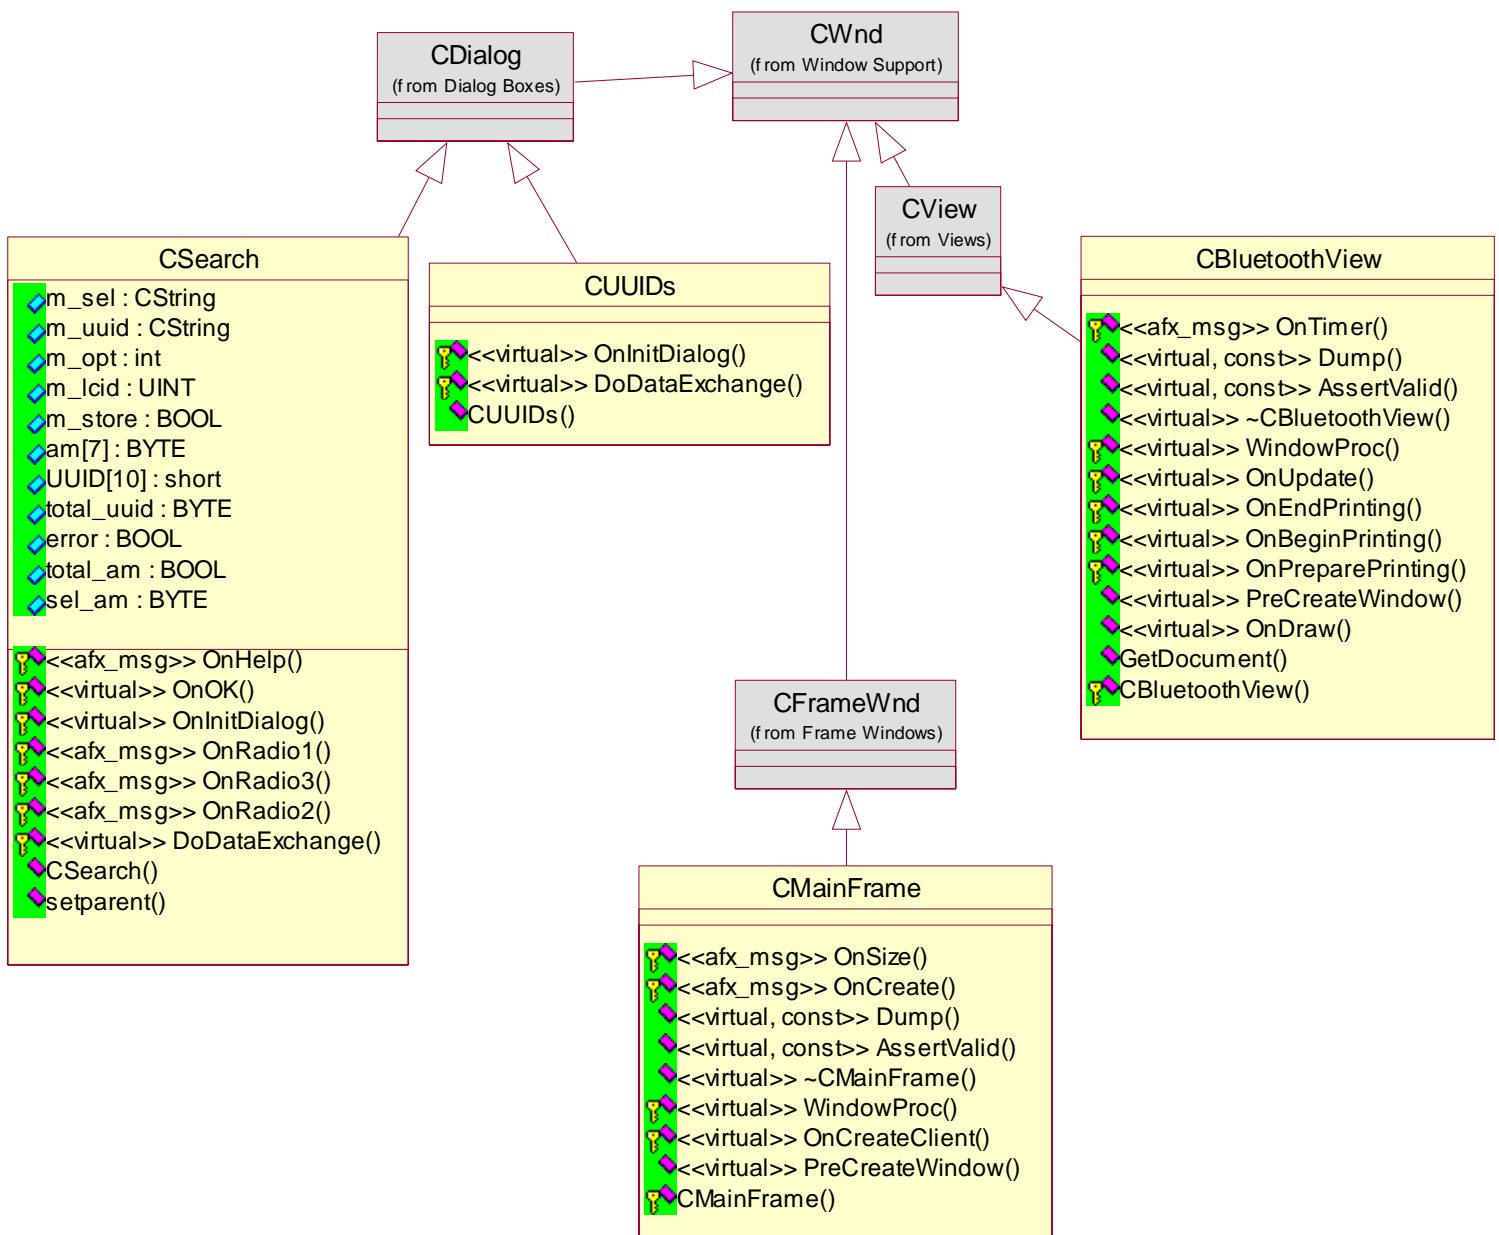 CDialog
(from Dialog Boxes)
CWnd
(from Window Support)
CView
(from Views)
CSearch
m_sel : CString
m_uuid : CString
m_opt : int
m_lcid : UINT
m_store : BOOL
am[7] : BYTE
UUID[10] : short
total_uuid : BYTE
error : BOOL
total_am : BOOL
sel_am : BYTE
<<afx_msg>> OnHelp()
<<virtual>> OnOK()
<<virtual>> OnInitDialog()
<<afx_msg>> OnRadio1()
<<afx_msg>> OnRadio3()
<<afx_msg>> OnRadio2()
<<virtual>> DoDataExchange()
CSearch()
setparent()
CUUIDs
<<virtual>> OnInitDialog()
<<virtual>> DoDataExchange()
CUUIDs()
CBluetoothView
<<afx_msg>> OnTimer()
<<virtual, const>> Dump()
<<virtual, const>> AssertValid()
<<virtual>> ~CBluetoothView()
<<virtual>> WindowProc()
<<virtual>> OnUpdate()
<<virtual>> OnEndPrinting()
<<virtual>> OnBeginPrinting()
<<virtual>> OnPreparePrinting()
<<virtual>> PreCreateWindow()
<<virtual>> OnDraw()
GetDocument()
CBluetoothView()
CFrameWnd
(from Frame Windows)
CMainFrame
<<afx_msg>> OnSize()
<<afx_msg>> OnCreate()
<<virtual, const>> Dump()
<<virtual, const>> AssertValid()
<<virtual>> ~CMainFrame()
<<virtual>> WindowProc()
<<virtual>> OnCreateClient()
<<virtual>> PreCreateWindow()
CMainFrame()